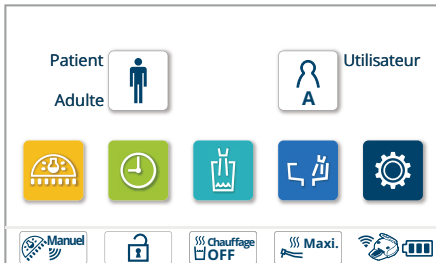 Patient
Utilisateur
Adulte
A
Manuel
Chauffage
OFF
Maxi.